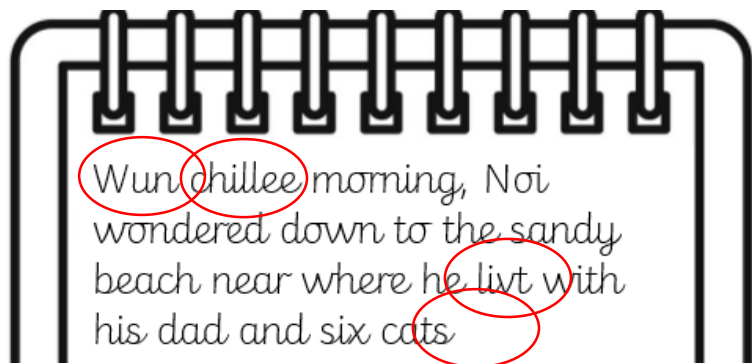 Wun chillee morning, Noi
wondered down to the sandy
beach near where he livt with
his dad and six cats